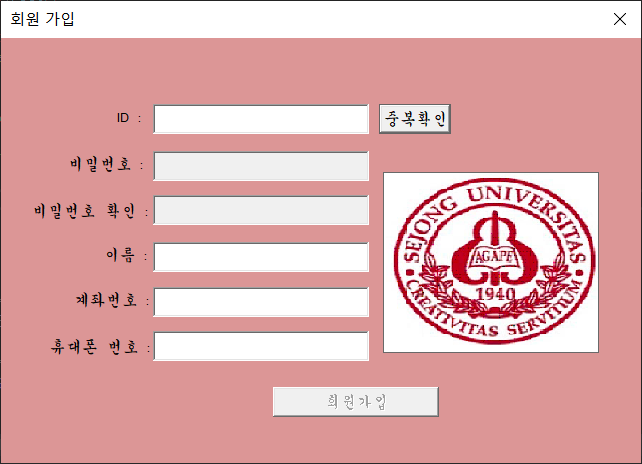 회원 가입
ID :
중복확인
비밀번호 :
비밀번호 확인 :
이름 :
계좌번호 :
휴대폰 번호 :
SEJONG UNIVERSITAS
AGAPE
1940
CREATIVITAS SERVITIUM
회원가입